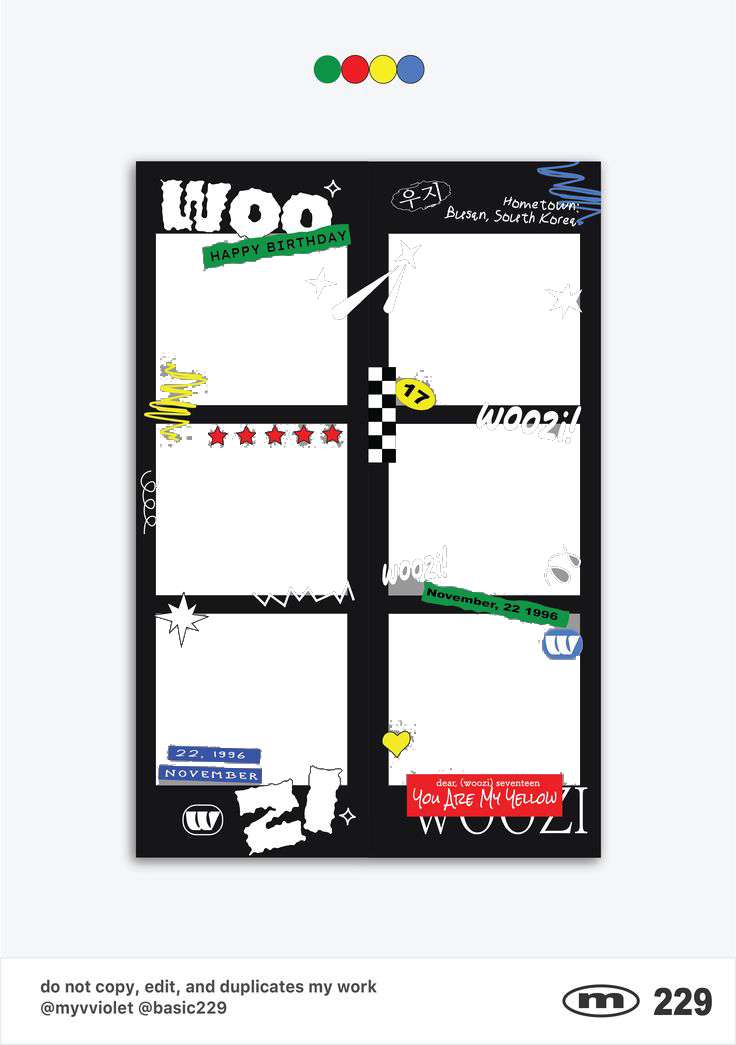 WOO
HAPPY BIRTHDAY
우지
Hometown:
Busan, South Korea
17
woozi!
woozi!
November, 22 1996
W
22, 1996
NOVEMBER
W
ZI
dear, (woozi) seventeen
You Are My Yellow
WOOZI
do not copy, edit, and duplicates my work
@myvviolet @basic229
m 229